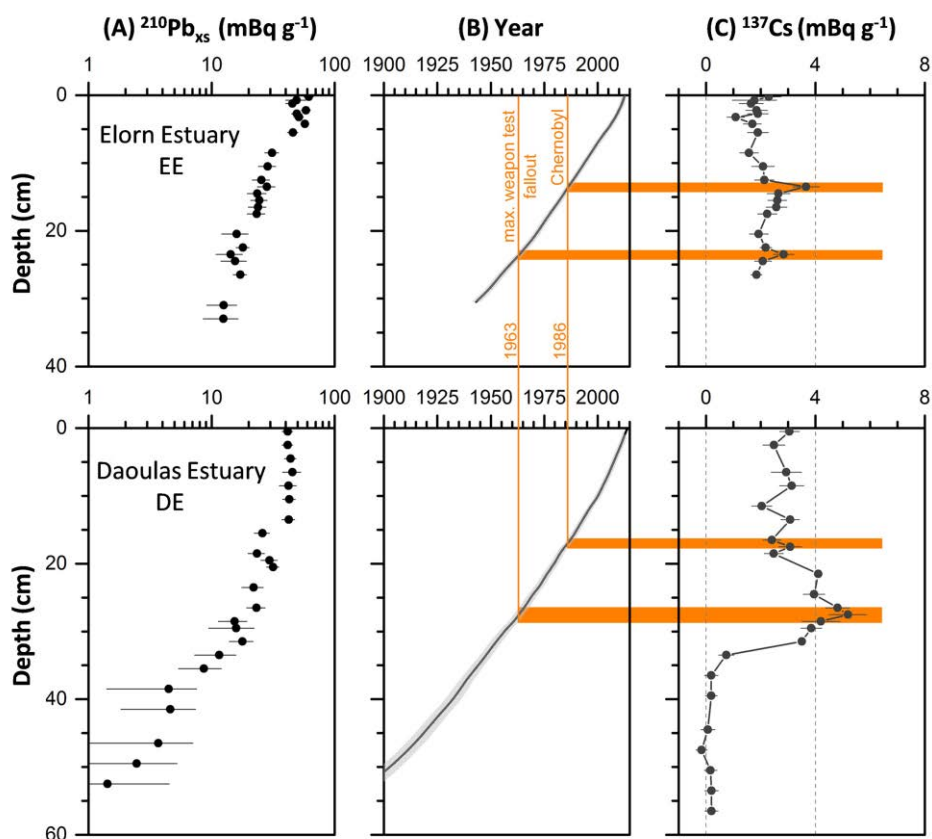 (A) ²¹⁰Pbₓₛ (mBq g⁻¹)
(B) Year
(C) ¹³⁷Cs (mBq g⁻¹)
1 10 100
1900 1925 1950 1975 2000
0 4 8
Depth (cm)
0
20
40
Elorn Estuary
EE
max. weapon test
fallout
Chernobyl
1963
1986
1 10 100
1900 1925 1950 1975 2000
0 4 8
Depth (cm)
0
20
40
60
Daoulas Estuary
DE